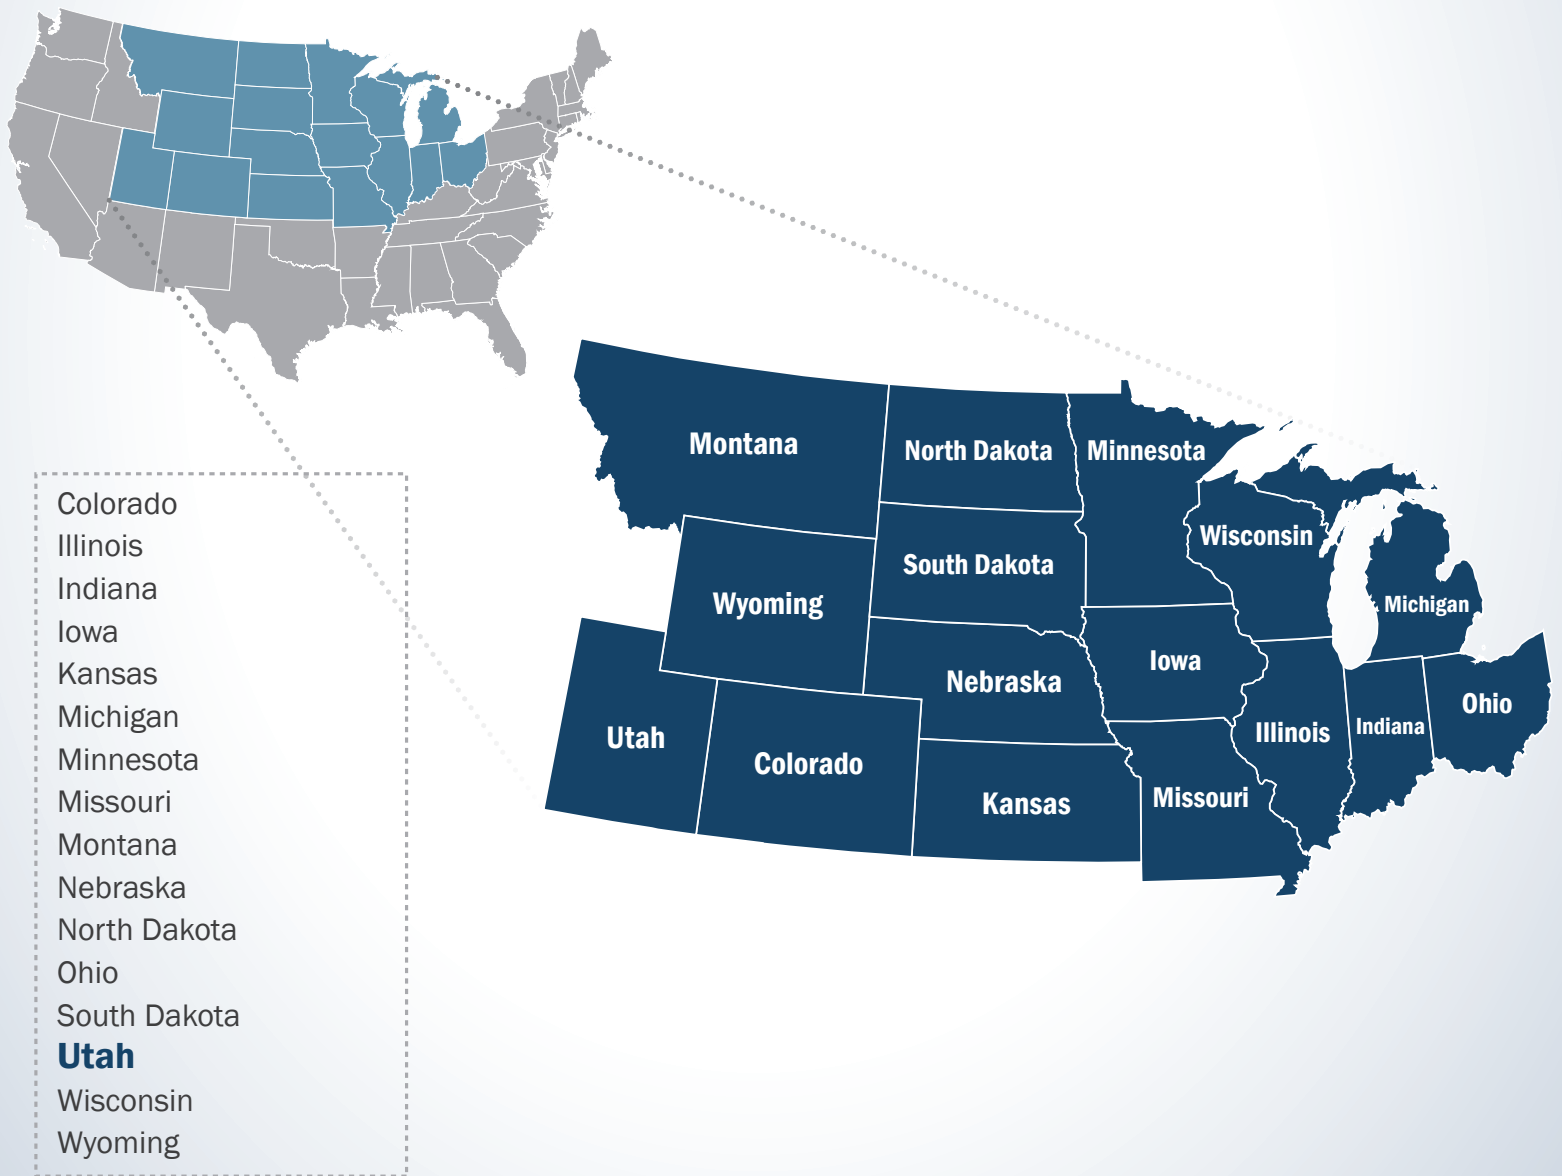 Montana
North Dakota
Minnesota
Wisconsin
South Dakota
Wyoming
Michigan
Iowa
Nebraska
Ohio
Utah
Illinois
Indiana
Colorado
Kansas
Missouri
Colorado
Illinois
Indiana
Iowa
Kansas
Michigan
Minnesota
Missouri
Montana
Nebraska
North Dakota
Ohio
South Dakota
Utah
Wisconsin
Wyoming